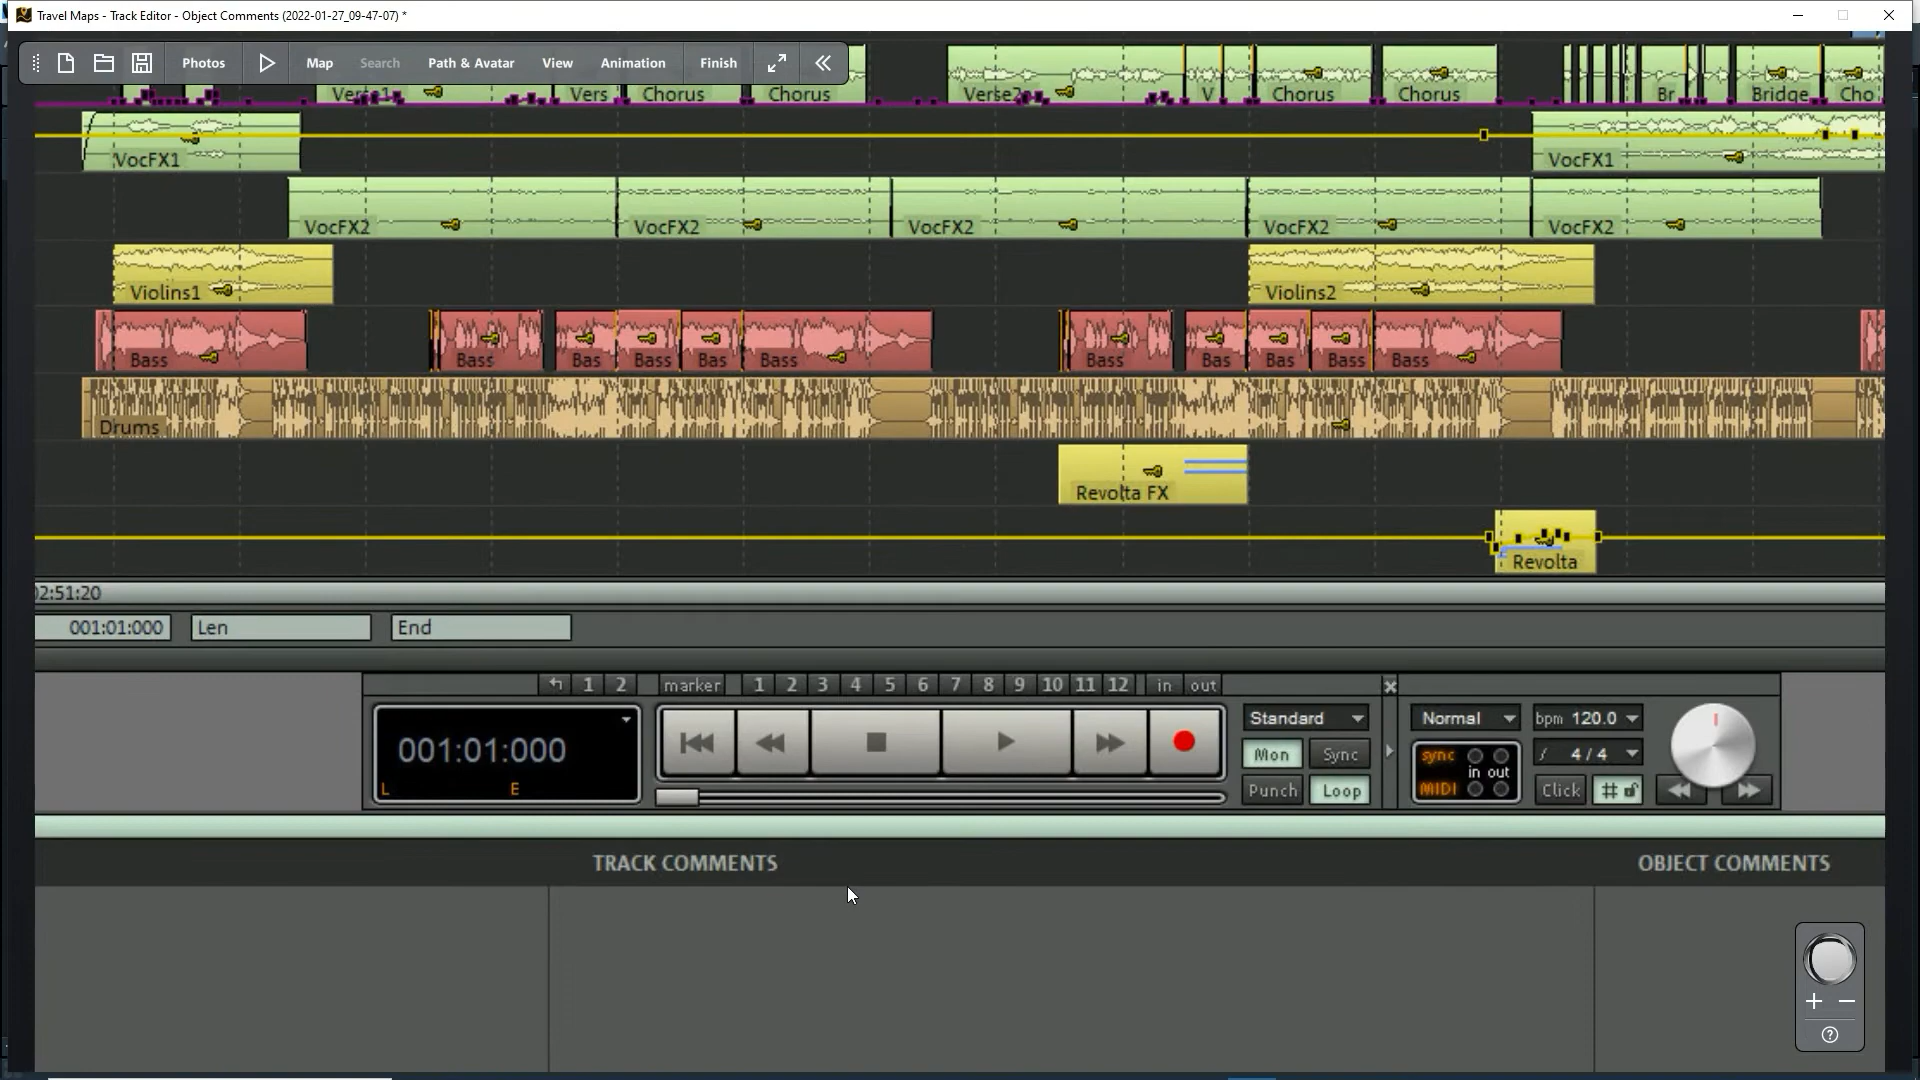 Travel Maps - Track Editor - Object Comments (2022-01-27_09-47-07) *
Photos Map Search Path & Avatar View Animation Finish
Verse1 Vers Chorus Chorus Verse2 V Chorus Chorus Br Bridge Cho
VocFX1 VocFX1
VocFX2 VocFX2 VocFX2 VocFX2 VocFX2
Violins1 Violins2
Bass Bass Bas Bass Bas Bass Bass Bas Bas Bass Bass
Drums
Revolta FX
Revolta
02:51:20
001:01:000 Len End
1 2 marker 1 2 3 4 5 6 7 8 9 10 11 12 in out
Standard Normal bpm 120.0
001:01:000
Mon Sync sync in out MIDI 4/4
L E
Punch Loop Click
TRACK COMMENTS OBJECT COMMENTS